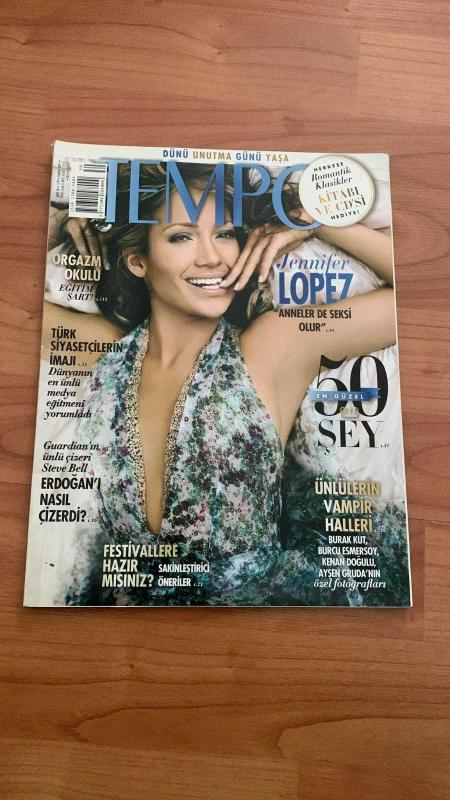 DÜNÜ UNUTMA GÜNÜ YAŞA
TEMPO
HERKESE
Romantik
Klasikler
KİTABI
VE CD'Sİ
HEDİYE!
ORGAZM
OKULU
EĞİTİM
ŞART!
Jennifer
LOPEZ
"ANNELER DE SEKSİ
OLUR"
TÜRK
SİYASETÇİLERİN
İMAJI
Dünyanın
en ünlü
medya
eğitmeni
yorumladı
50
EN GÜZEL
ŞEY
Guardian'ın
ünlü çizeri
Steve Bell
ERDOĞAN'I
NASIL
ÇİZERDİ?
ÜNLÜLERİN
VAMPİR
HALLERİ
BURAK KUT,
BURCU ESMERSOY,
KENAN DOĞULU,
AYŞEN GRUDA'NIN
özel fotoğrafları
FESTİVALLERE
HAZIR
MISINIZ?
SAKİNLEŞTİRİCİ
ÖNERİLER